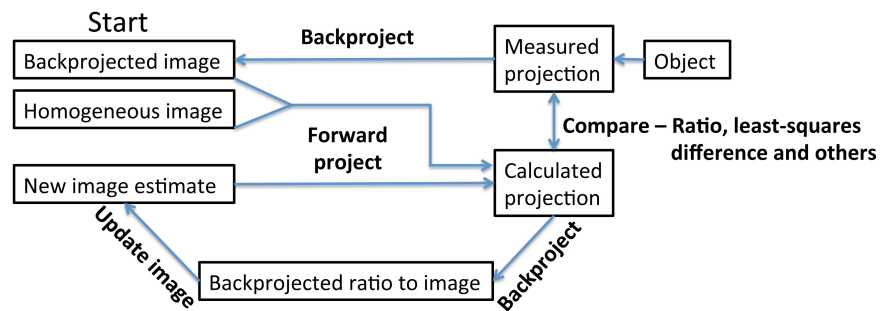 Start
Backprojected image
Backproject
Measured
projection
Object
Homogeneous image
Forward
project
Compare – Ratio, least-squares
difference and others
New image estimate
Calculated
projection
Update image
Backprojected ratio to image
Backproject